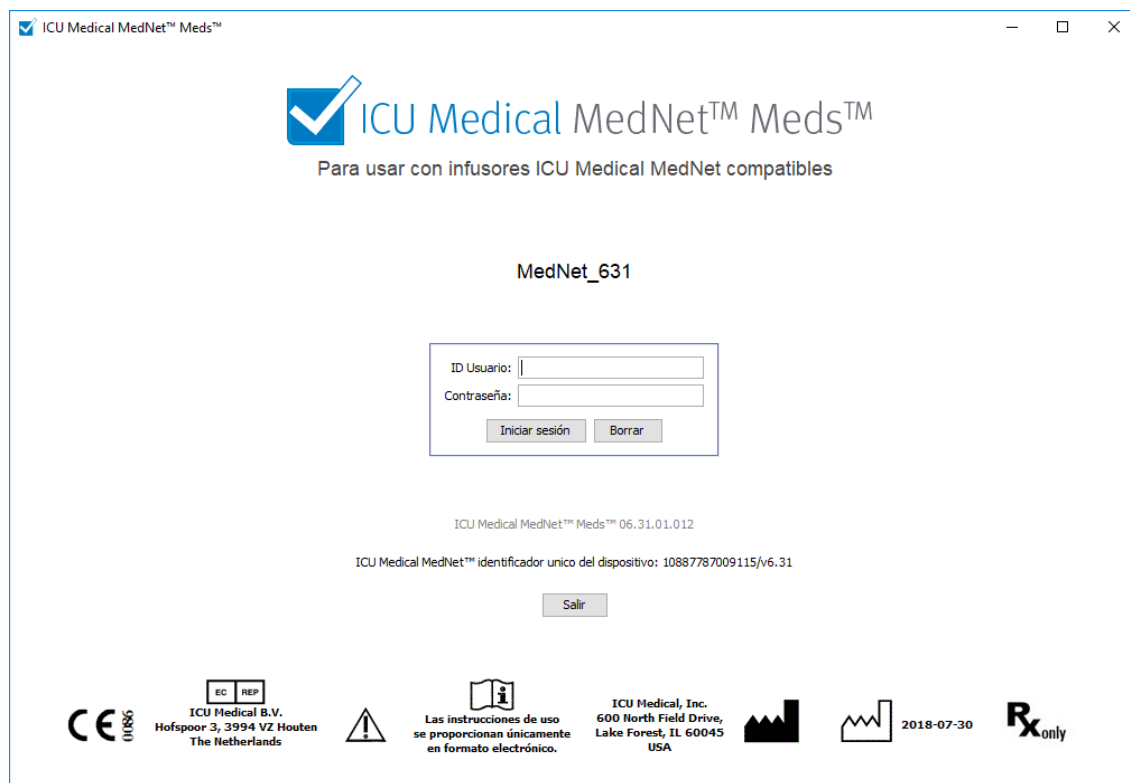 ICU Medical MedNet™ Meds™
ICU Medical MedNet™ Meds™
Para usar con infusores ICU Medical MedNet compatibles
MedNet_631
ID Usuario:
Contraseña:
Iniciar sesión Borrar
ICU Medical MedNet™ Meds™ 06.31.01.012
ICU Medical MedNet™ identificador unico del dispositivo: 10887787009115/v6.31
Salir
CE 0086
EC REP
ICU Medical B.V.
Hofspoor 3, 3994 VZ Houten
The Netherlands
i
Las instrucciones de uso
se proporcionan únicamente
en formato electrónico.
ICU Medical, Inc.
600 North Field Drive,
Lake Forest, IL 60045
USA
2018-07-30
Rx only